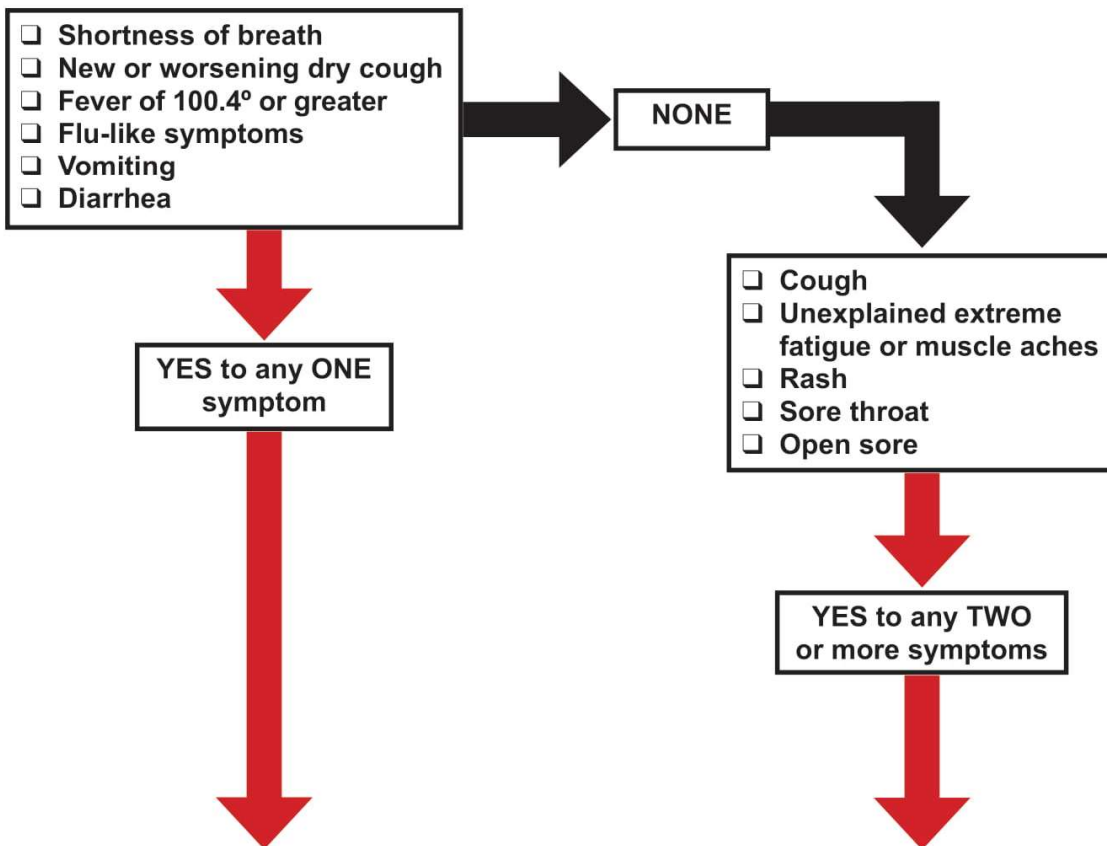 ❑ Shortness of breath
❑ New or worsening dry cough
❑ Fever of 100.4º or greater
❑ Flu-like symptoms
❑ Vomiting
❑ Diarrhea
NONE
YES to any ONE
symptom
❑ Cough
❑ Unexplained extreme
fatigue or muscle aches
❑ Rash
❑ Sore throat
❑ Open sore
YES to any TWO
or more symptoms